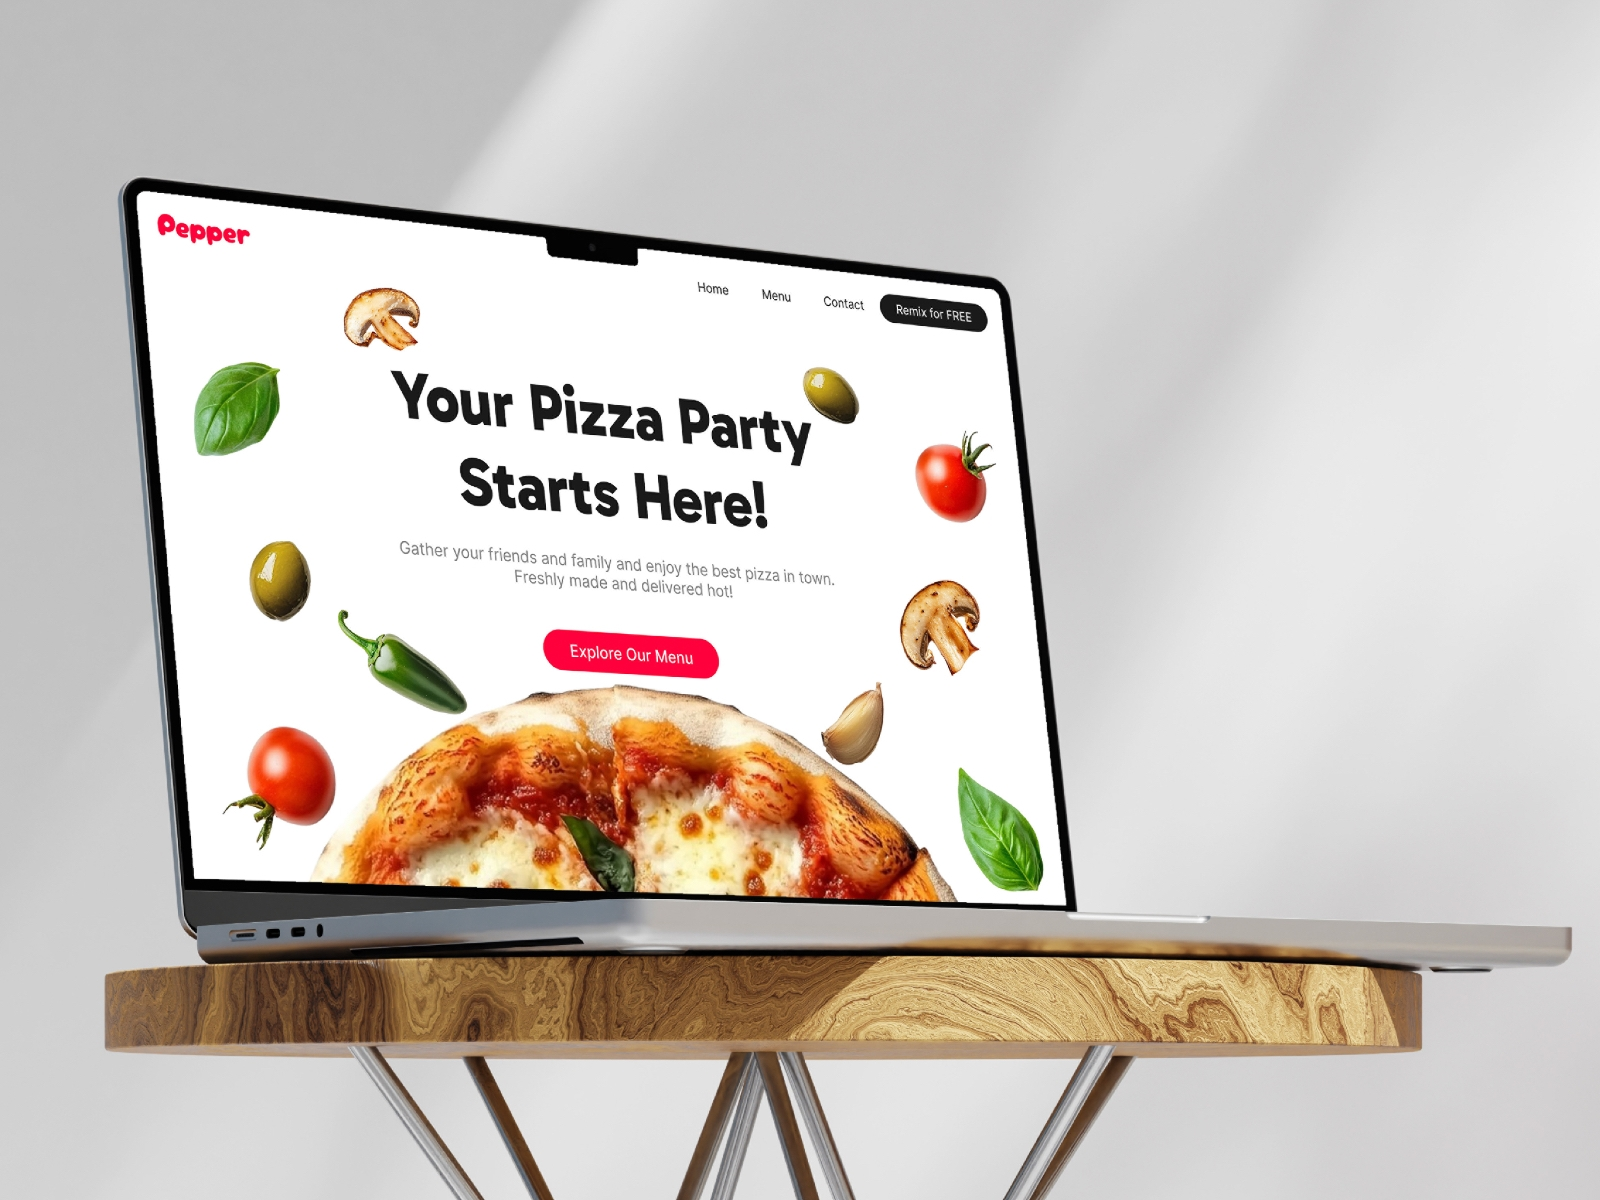 Pepper
Home Menu Contact Remix for FREE
Your Pizza Party
Starts Here!
Gather your friends and family and enjoy the best pizza in town.
Freshly made and delivered hot!
Explore Our Menu